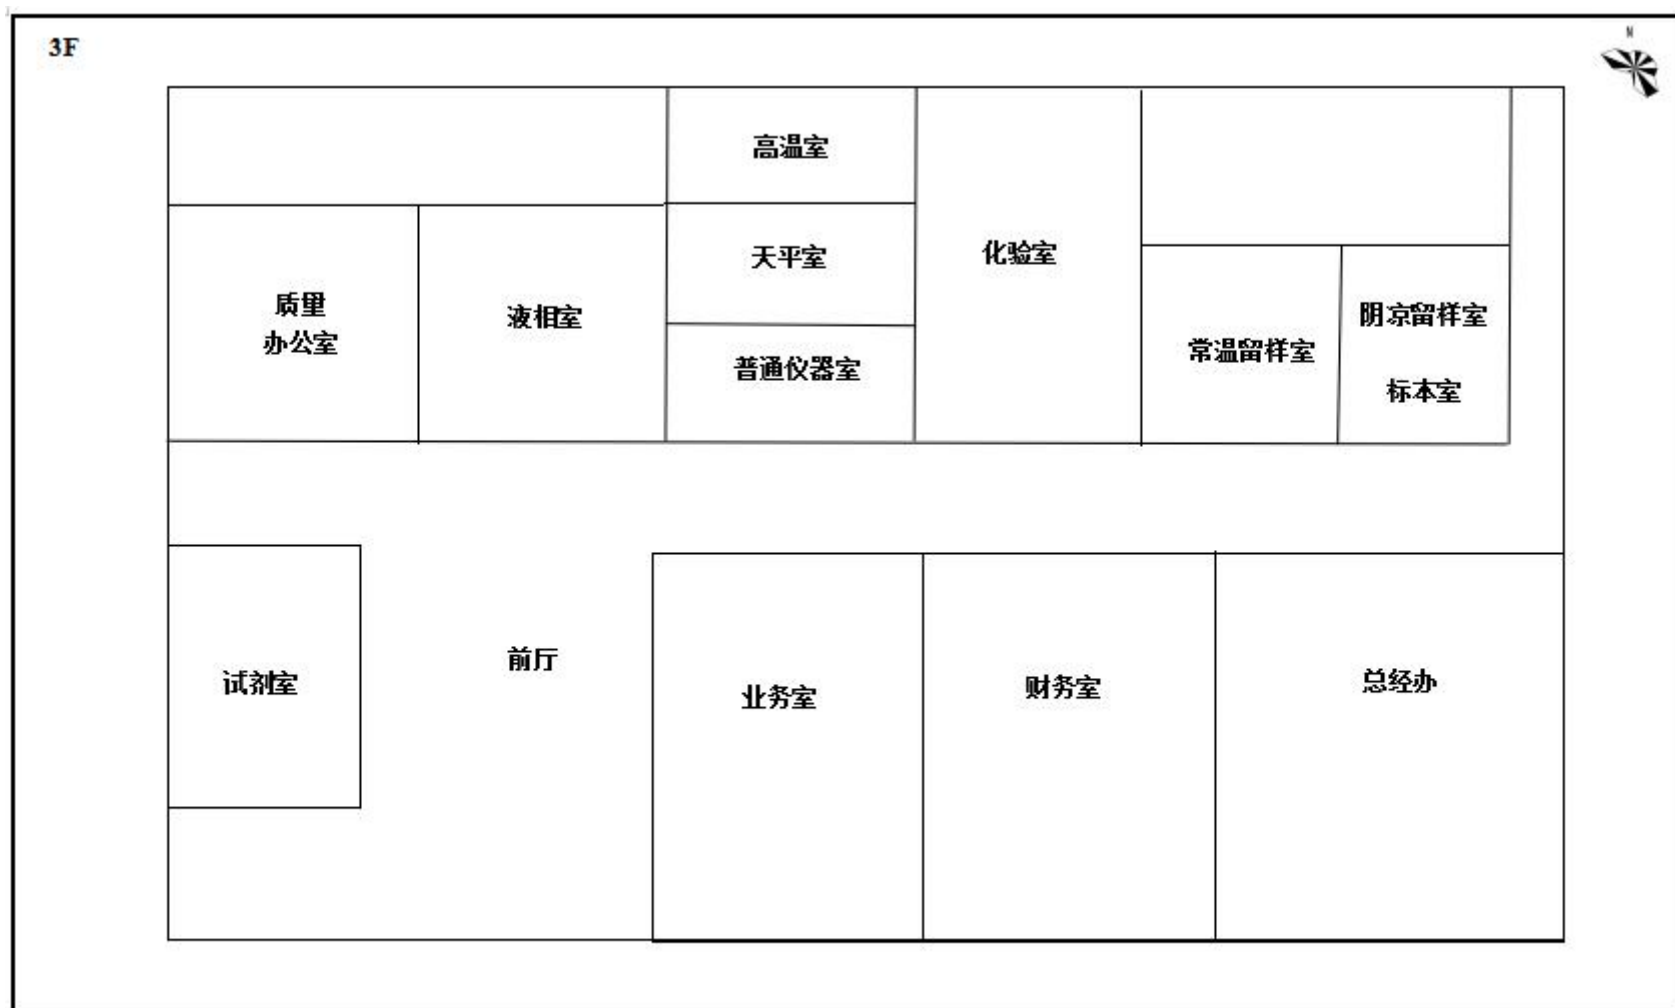 3F
N
高温室
天平室
普通仪器室
化验室
质量
办公室
液相室
常温留样室
阴凉留样室
标本室
试剂室
前厅
业务室
财务室
总经办